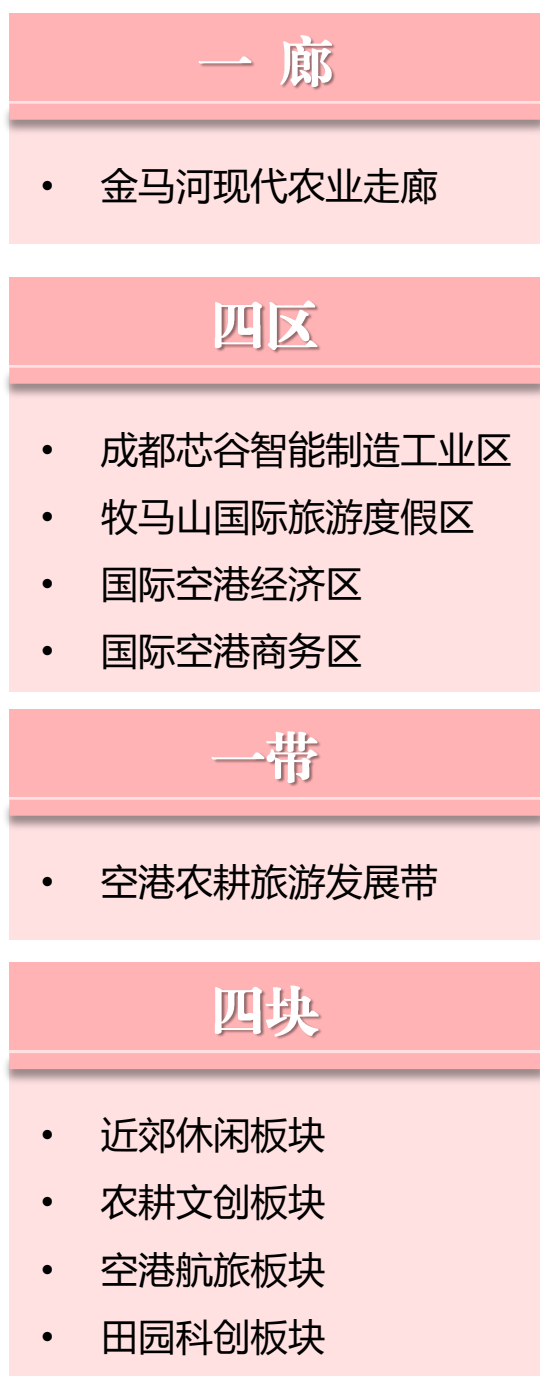 一 廊
• 金马河现代农业走廊
四区
• 成都芯谷智能制造工业区
• 牧马山国际旅游度假区
• 国际空港经济区
• 国际空港商务区
一带
• 空港农耕旅游发展带
四块
• 近郊休闲板块
• 农耕文创板块
• 空港航旅板块
• 田园科创板块